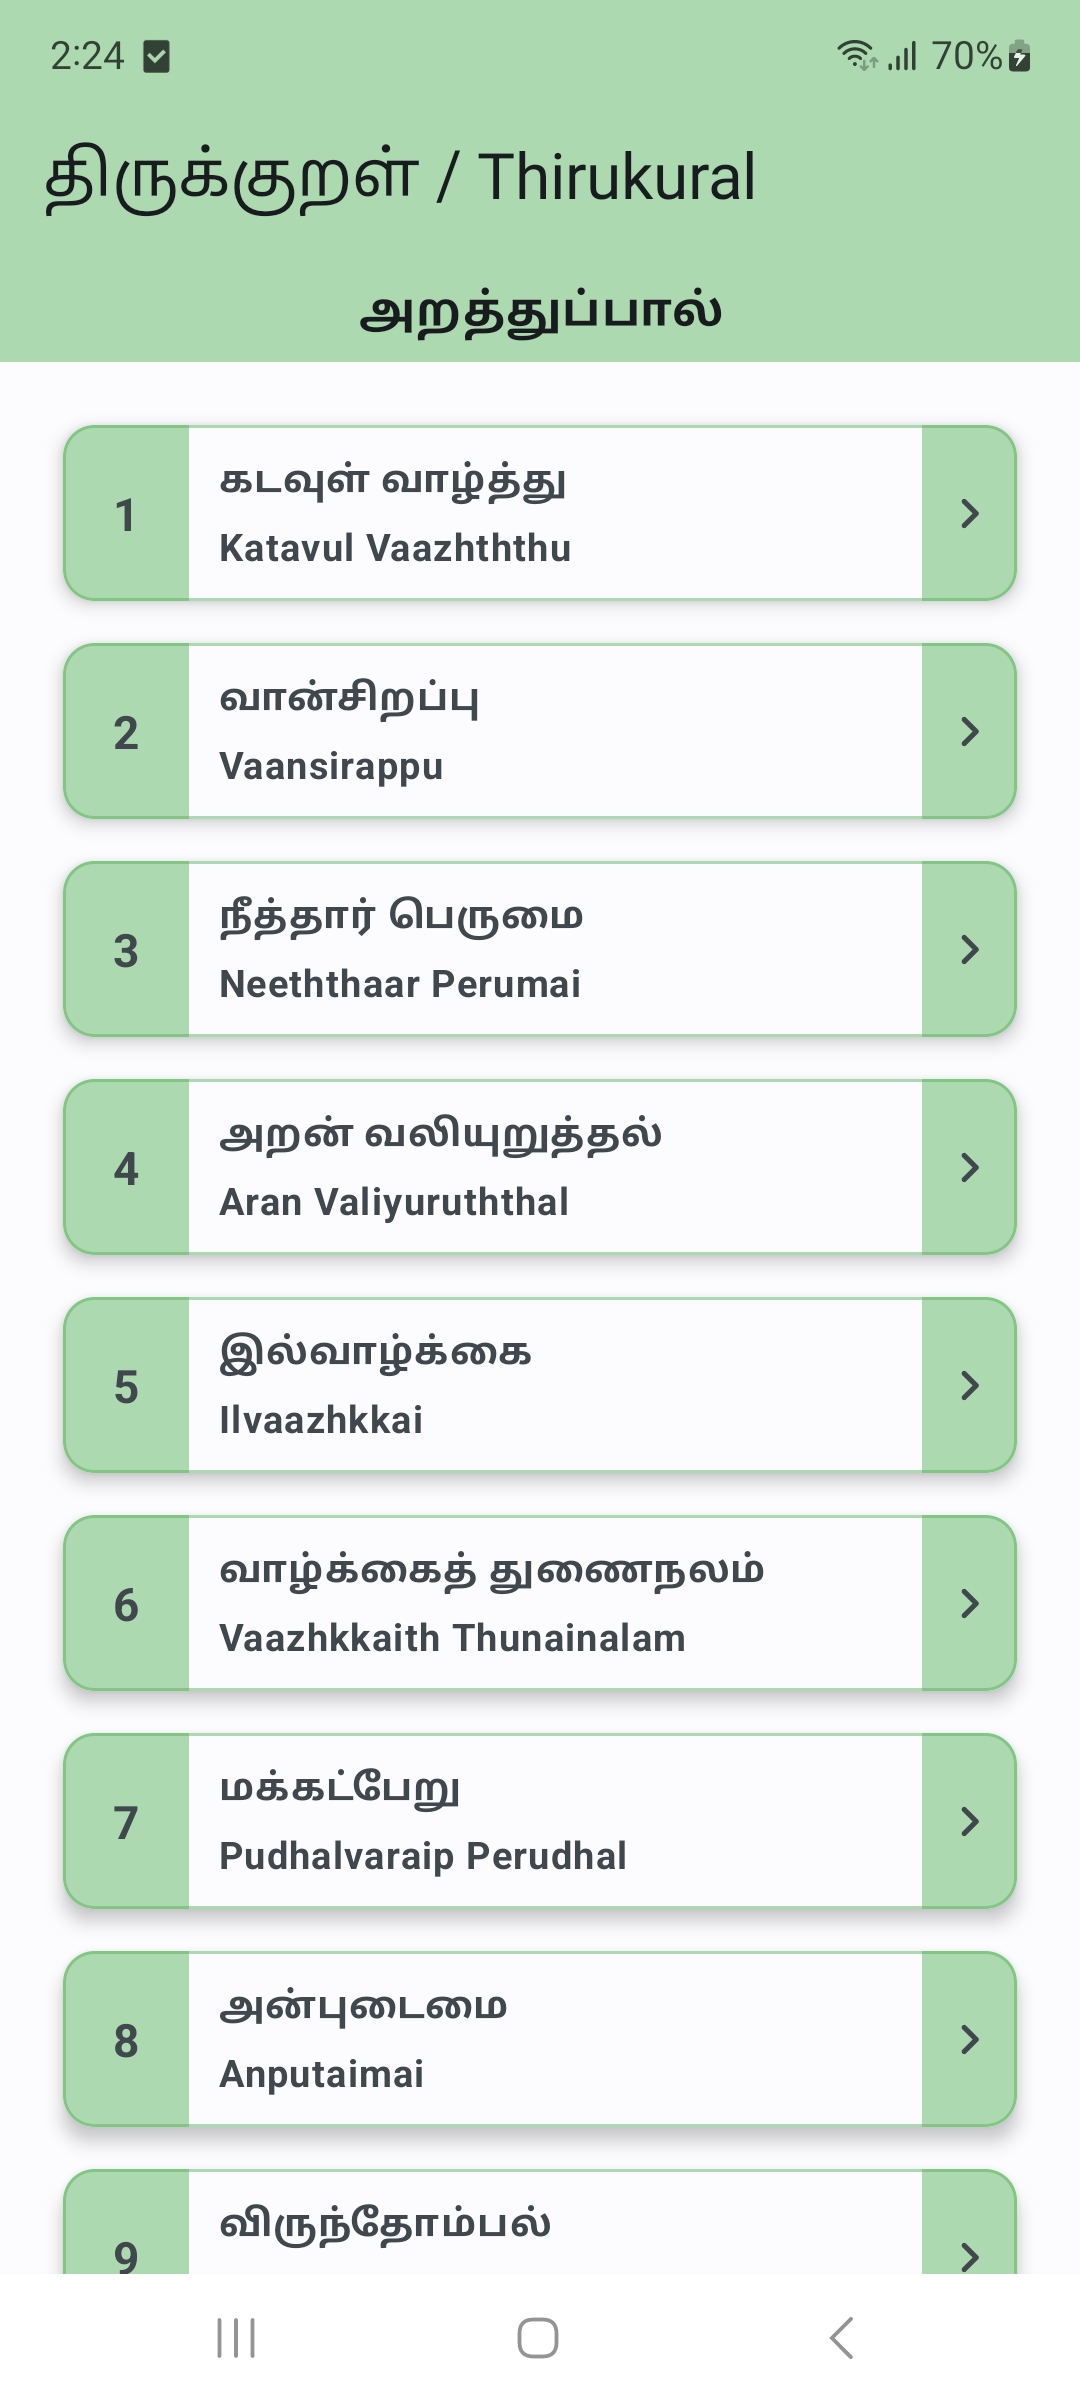 2:24
70%
திருக்குறள் / Thirukural
அறத்துப்பால்
1
கடவுள் வாழ்த்து
Katavul Vaazhththu
2
வான்சிறப்பு
Vaansirappu
3
நீத்தார் பெருமை
Neeththaar Perumai
4
அறன் வலியுறுத்தல்
Aran Valiyuruththal
5
இல்வாழ்க்கை
Ilvaazhkkai
6
வாழ்க்கைத் துணைநலம்
Vaazhkkaith Thunainalam
7
மக்கட்பேறு
Pudhalvaraip Perudhal
8
அன்புடைமை
Anputaimai
9
விருந்தோம்பல்